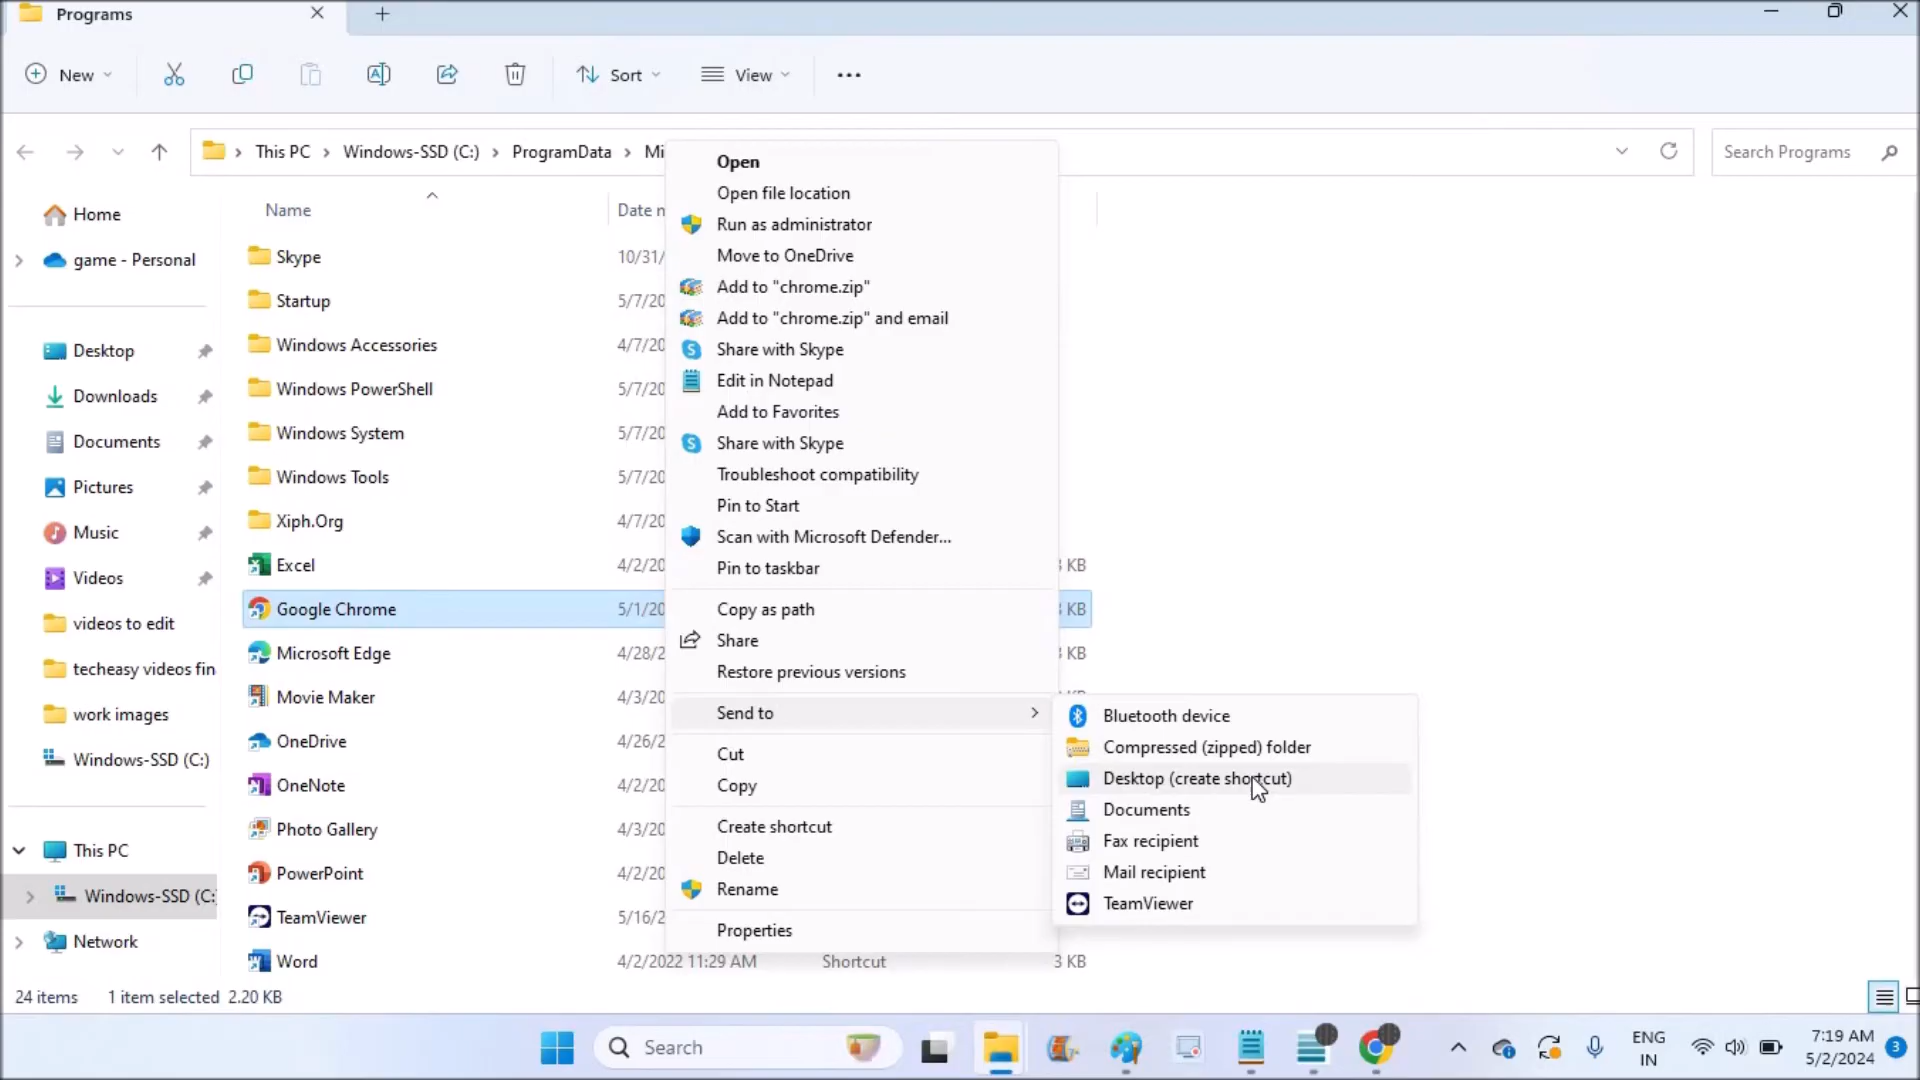 Programs
New
Sort
View
This PC
Windows-SSD (C:)
ProgramData
Mi
Search Programs
Home
game - Personal
Desktop
Downloads
Documents
Pictures
Music
Videos
videos to edit
techeasy videos fin
work images
Windows-SSD (C:)
This PC
Windows-SSD (C:
Network
Name
Date n
Skype
10/31/
Startup
5/7/20
Windows Accessories
4/7/20
Windows PowerShell
5/7/20
Windows System
5/7/20
Windows Tools
5/7/20
Xiph.Org
4/7/20
Excel
4/2/20
KB
Google Chrome
5/1/20
KB
Microsoft Edge
4/28/2
KB
Movie Maker
4/3/20
OneDrive
4/26/2
OneNote
4/2/20
Photo Gallery
4/3/20
PowerPoint
4/2/20
TeamViewer
5/16/2
Word
4/2/2022 11:29 AM
Shortcut
3 KB
Open
Open file location
Run as administrator
Move to OneDrive
Add to "chrome.zip"
Add to "chrome.zip" and email
Share with Skype
Edit in Notepad
Add to Favorites
Share with Skype
Troubleshoot compatibility
Pin to Start
Scan with Microsoft Defender...
Pin to taskbar
Copy as path
Share
Restore previous versions
Send to
Cut
Copy
Create shortcut
Delete
Rename
Properties
Bluetooth device
Compressed (zipped) folder
Desktop (create shortcut)
Documents
Fax recipient
Mail recipient
TeamViewer
24 items
1 item selected 2.20 KB
Search
ENG
IN
7:19 AM
5/2/2024
3